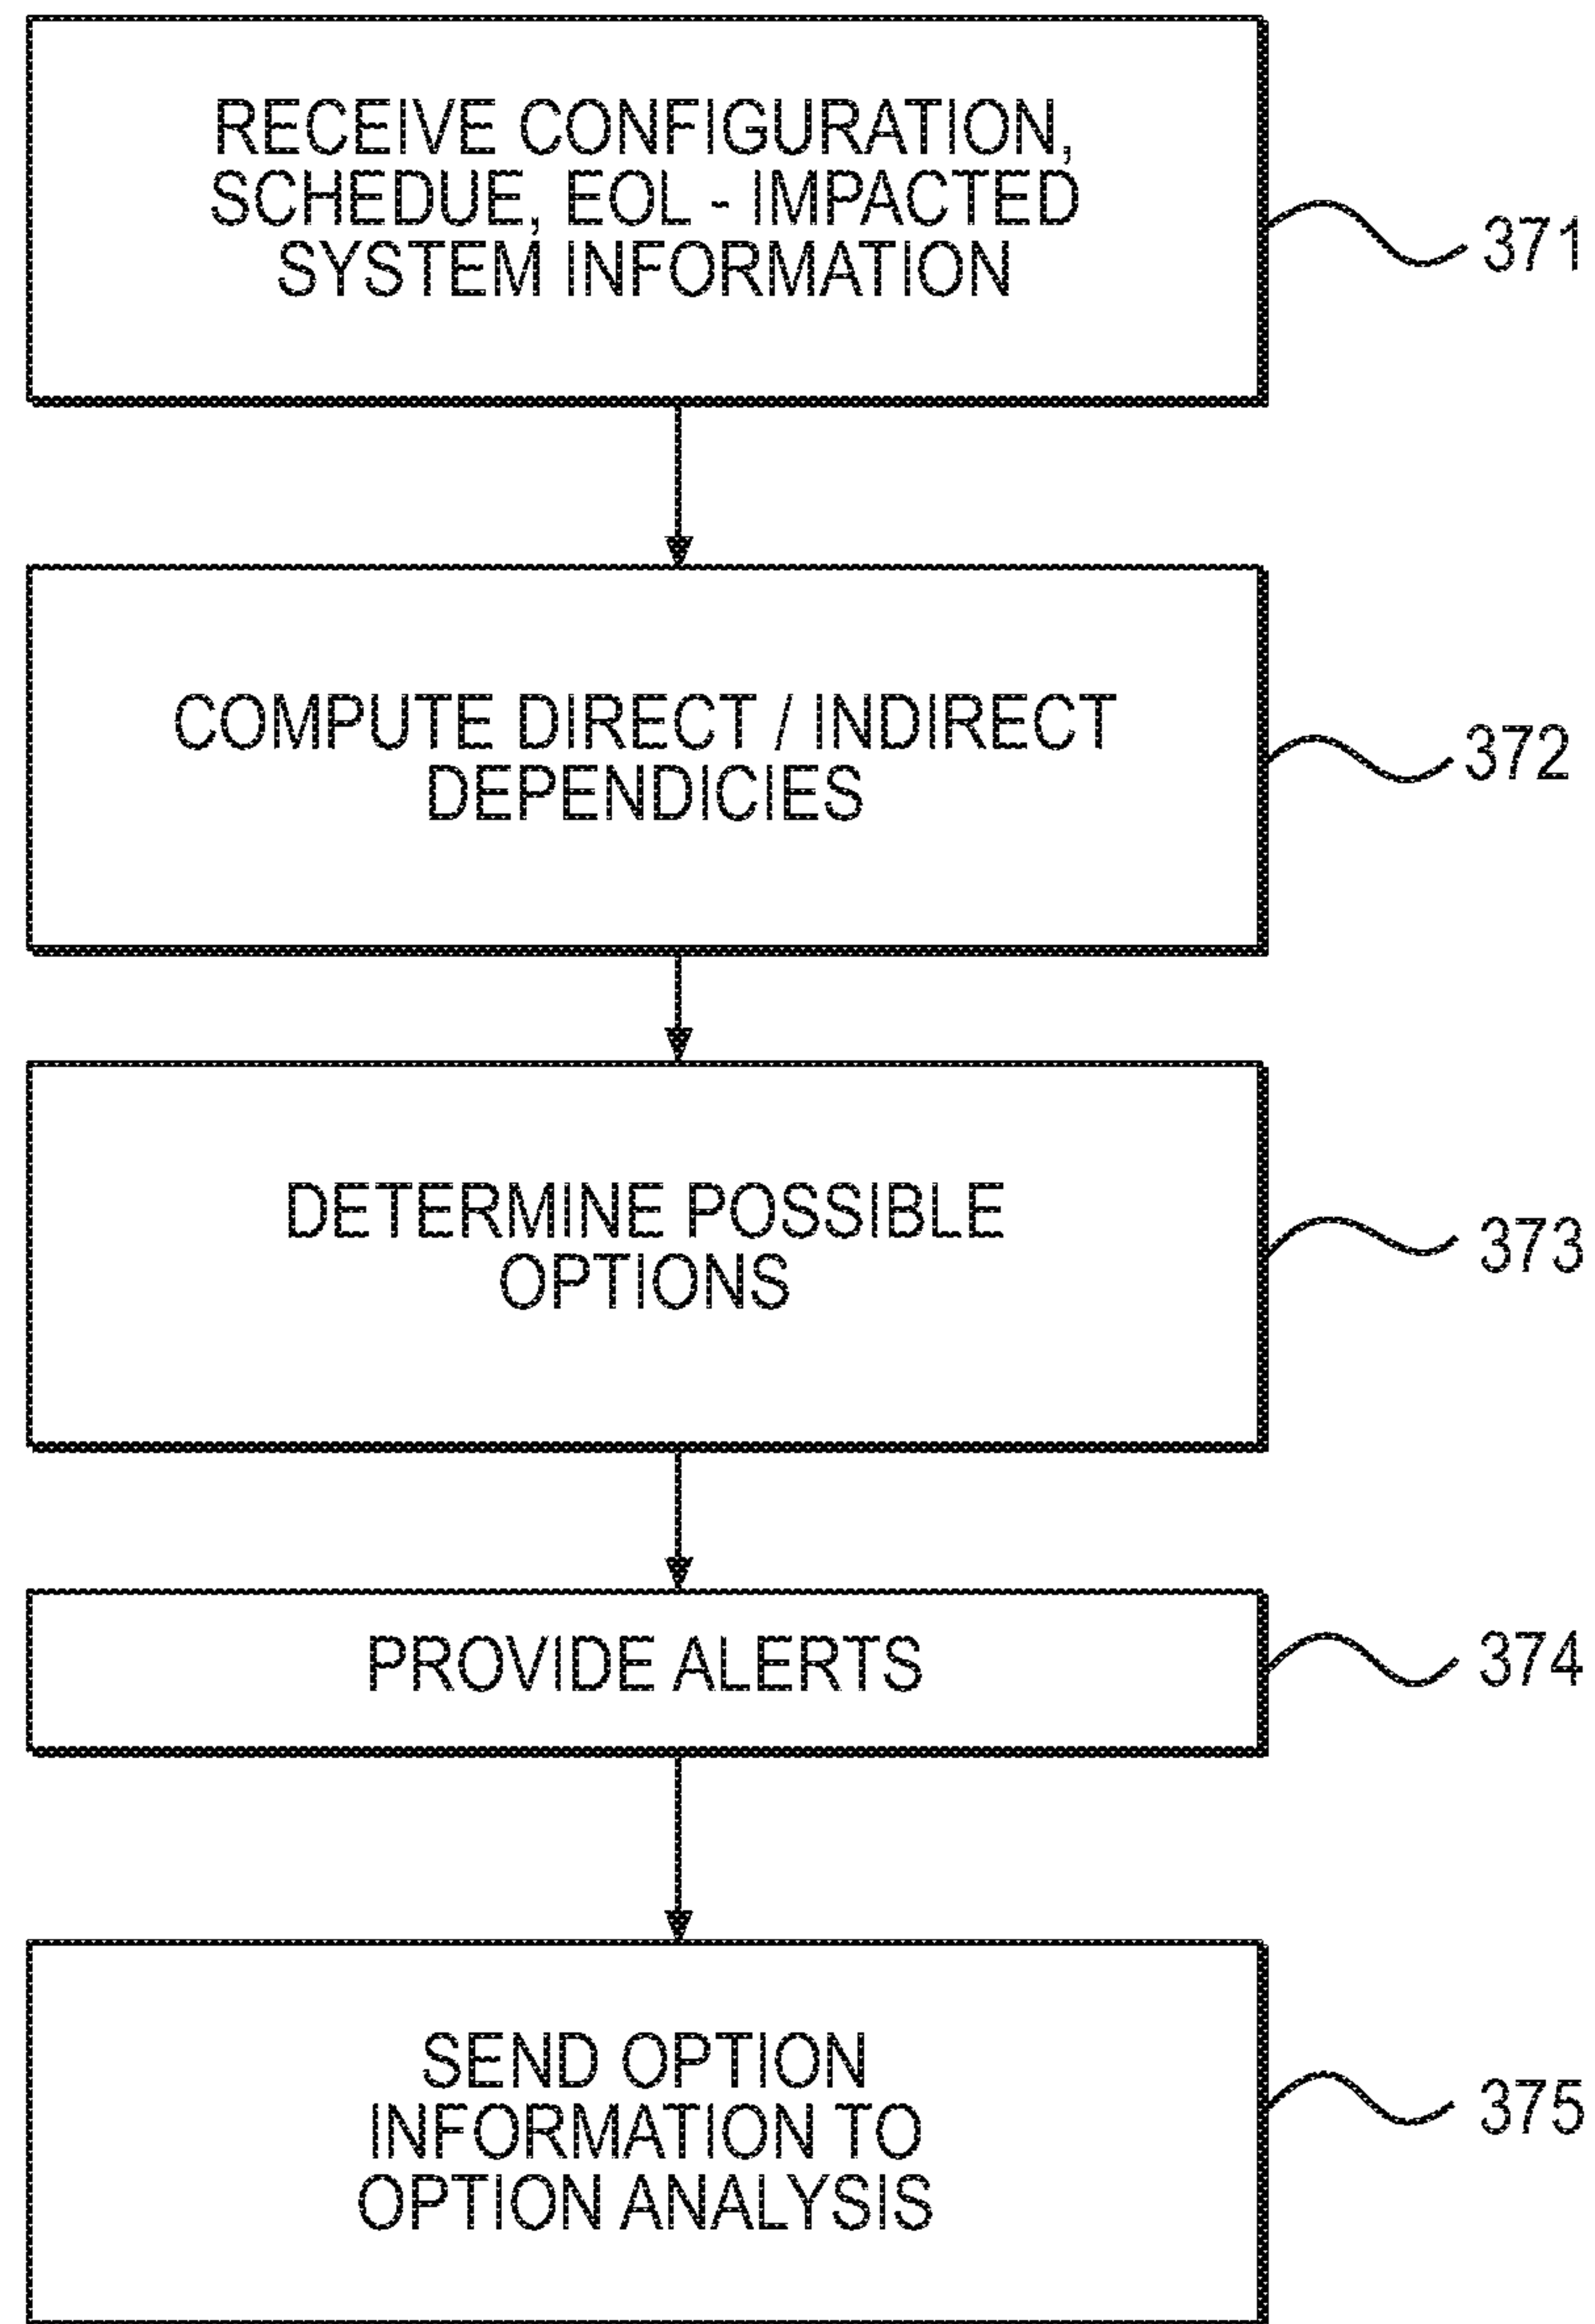 RECEIVE CONFIGURATION,
SCHEDUE, EOL - IMPACTED
SYSTEM INFORMATION
371
COMPUTE DIRECT / INDIRECT
DEPENDICIES
372
DETERMINE POSSIBLE
OPTIONS
373
PROVIDE ALERTS
374
SEND OPTION
INFORMATION TO
OPTION ANALYSIS
375